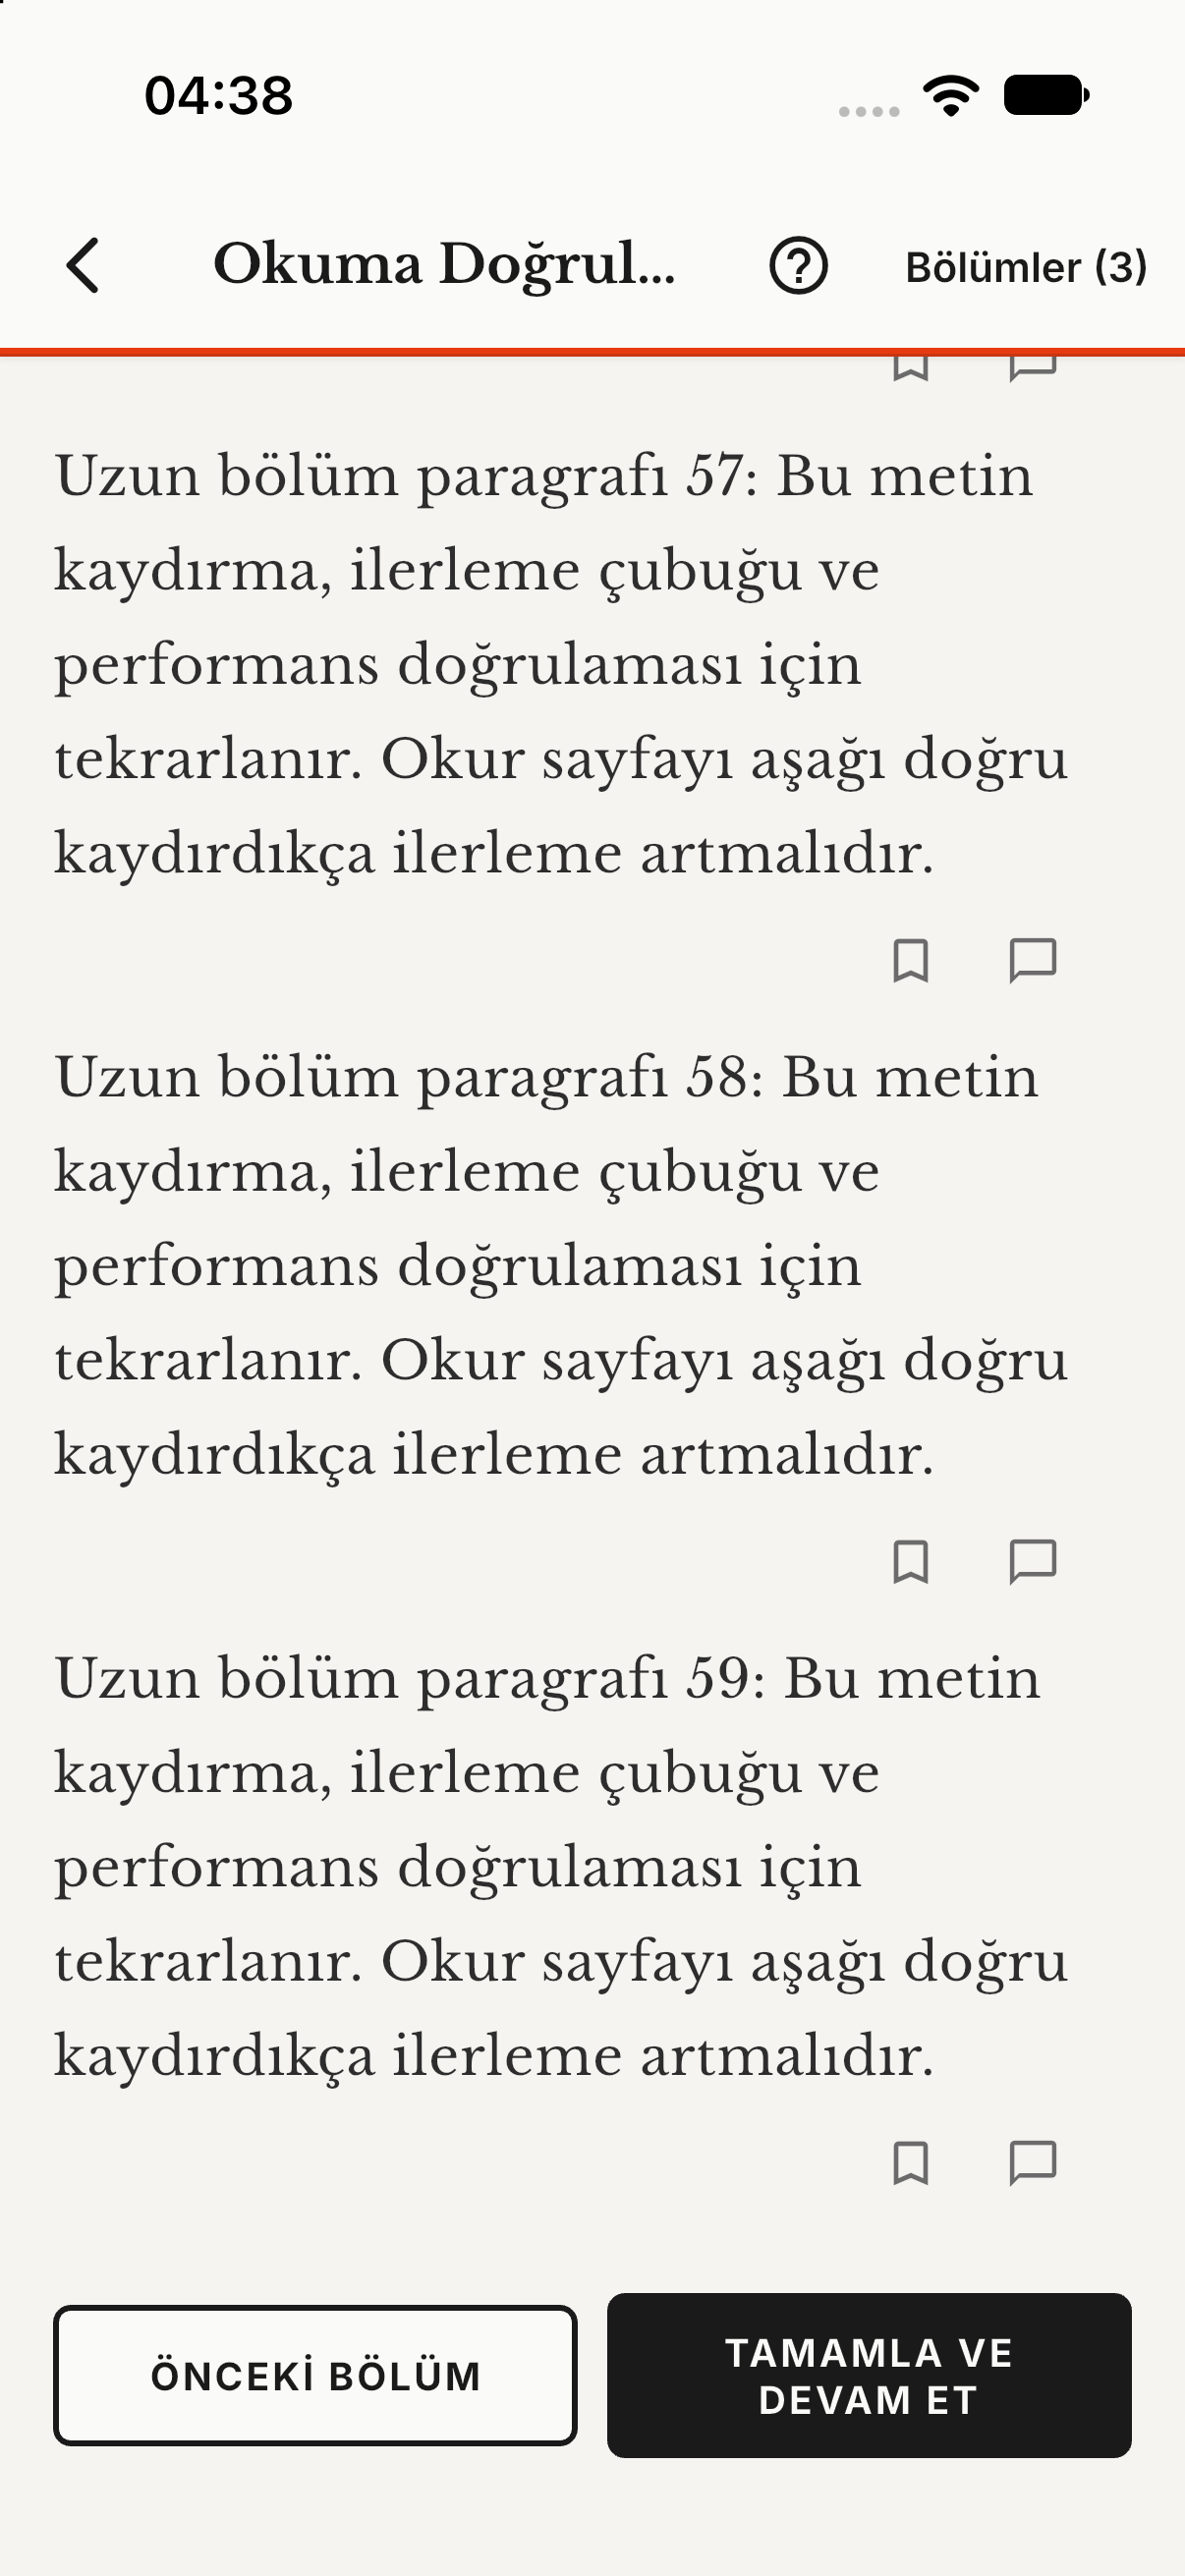 04:38
Okuma Doğrul...
Bölümler (3)
Uzun bölüm paragrafı 57: Bu metin
kaydırma, ilerleme çubuğu ve
performans doğrulaması için
tekrarlanır. Okur sayfayı aşağı doğru
kaydırdıkça ilerleme artmalıdır.
Uzun bölüm paragrafı 58: Bu metin
kaydırma, ilerleme çubuğu ve
performans doğrulaması için
tekrarlanır. Okur sayfayı aşağı doğru
kaydırdıkça ilerleme artmalıdır.
Uzun bölüm paragrafı 59: Bu metin
kaydırma, ilerleme çubuğu ve
performans doğrulaması için
tekrarlanır. Okur sayfayı aşağı doğru
kaydırdıkça ilerleme artmalıdır.
ÖNCEKİ BÖLÜM
TAMAMLA VE
DEVAM ET